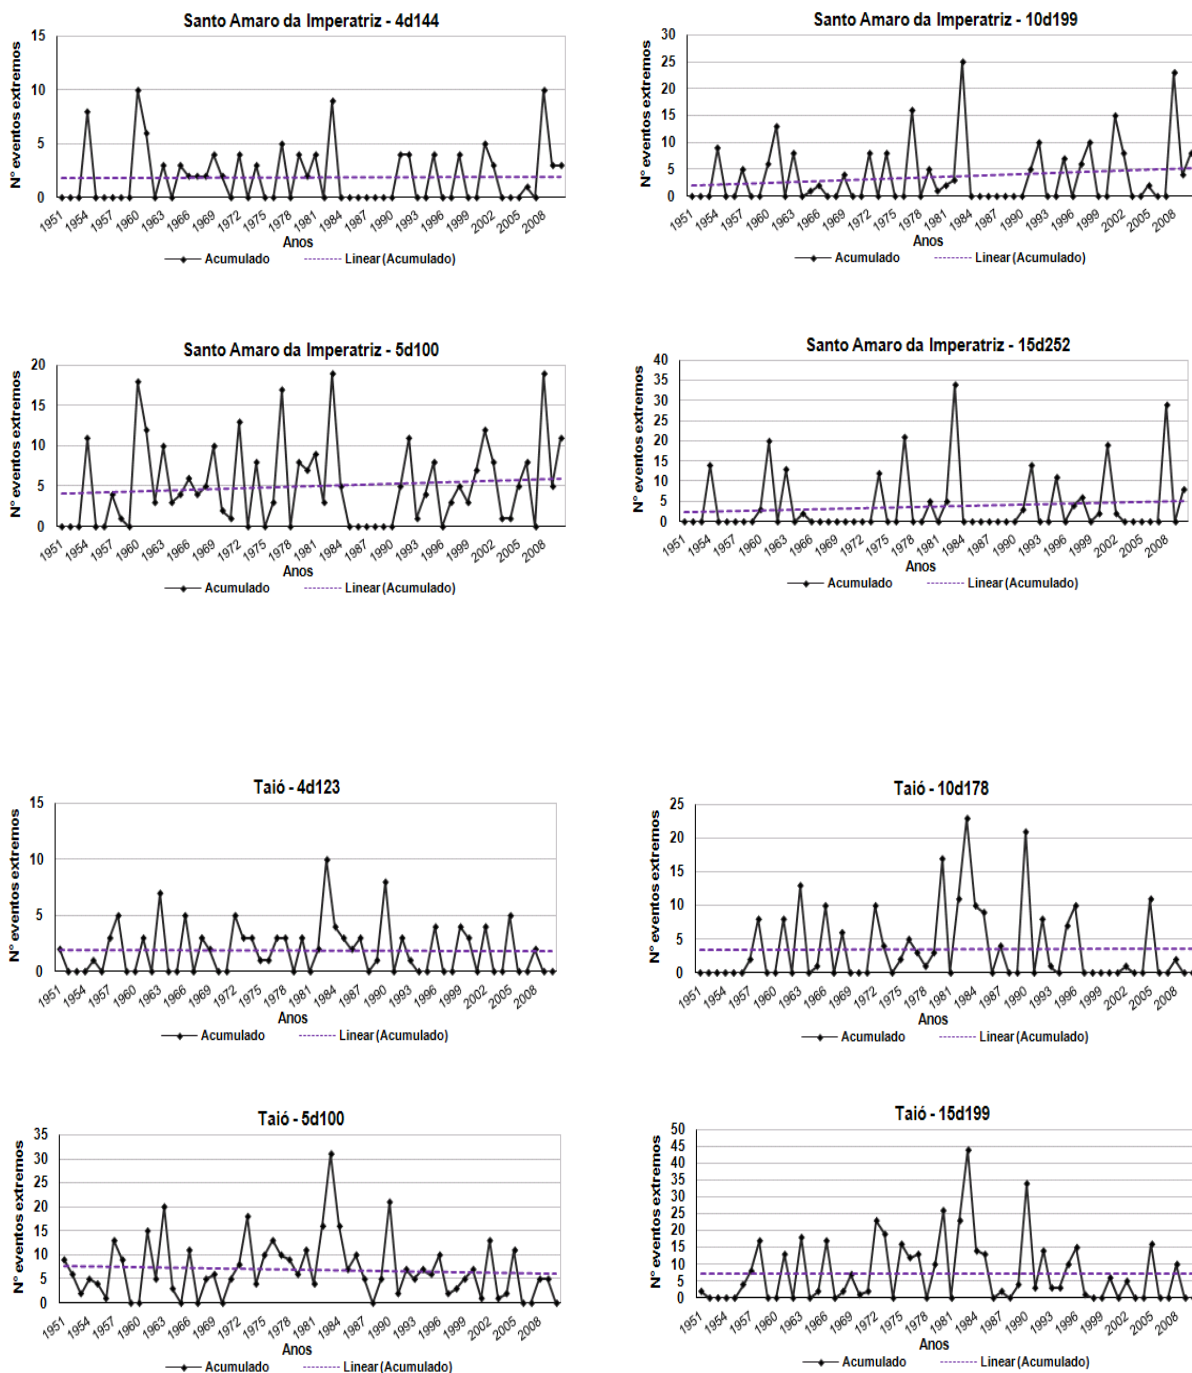 Santo Amaro da Imperatriz - 4d144
N° eventos extremos
15
10
5
0
1951 1954 1957 1960 1963 1966 1969 1972 1975 1978 1981 1984 1987 1990 1993 1996 1999 2002 2005 2008
Anos
Acumulado Linear (Acumulado)
Santo Amaro da Imperatriz - 10d199
N° eventos extremos
30
25
20
15
10
5
0
1951 1954 1957 1960 1963 1966 1969 1972 1975 1978 1981 1984 1987 1990 1993 1996 1999 2002 2005 2008
Anos
Acumulado Linear (Acumulado)
Santo Amaro da Imperatriz - 5d100
N° eventos extremos
20
15
10
5
0
1951 1954 1957 1960 1963 1966 1969 1972 1975 1978 1981 1984 1987 1990 1993 1996 1999 2002 2005 2008
Anos
Acumulado Linear (Acumulado)
Santo Amaro da Imperatriz - 15d252
N° eventos extremos
40
35
30
25
20
15
10
5
0
1951 1954 1957 1960 1963 1966 1969 1972 1975 1978 1981 1984 1987 1990 1993 1996 1999 2002 2005 2008
Anos
Acumulado Linear (Acumulado)
Taió - 4d123
N° eventos extremos
15
10
5
0
1951 1954 1957 1960 1963 1966 1969 1972 1975 1978 1981 1984 1987 1990 1993 1996 1999 2002 2005 2008
Anos
Acumulado Linear (Acumulado)
Taió - 10d178
N° eventos extremos
25
20
15
10
5
0
1951 1954 1957 1960 1963 1966 1969 1972 1975 1978 1981 1984 1987 1990 1993 1996 1999 2002 2005 2008
Anos
Acumulado Linear (Acumulado)
Taió - 5d100
N° eventos extremos
35
30
25
20
15
10
5
0
1951 1954 1957 1960 1963 1966 1969 1972 1975 1978 1981 1984 1987 1990 1993 1996 1999 2002 2005 2008
Anos
Acumulado Linear (Acumulado)
Taió - 15d199
N° eventos extremos
50
45
40
35
30
25
20
15
10
5
0
1951 1954 1957 1960 1963 1966 1969 1972 1975 1978 1981 1984 1987 1990 1993 1996 1999 2002 2005 2008
Anos
Acumulado Linear (Acumulado)